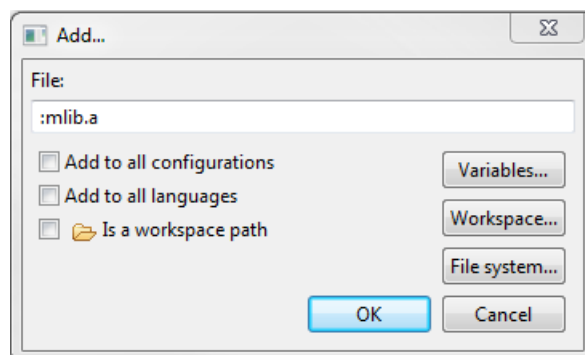 Add...
File:
:mlib.a
Add to all configurations
Variables...
Add to all languages
Workspace...
Is a workspace path
File system...
OK
Cancel